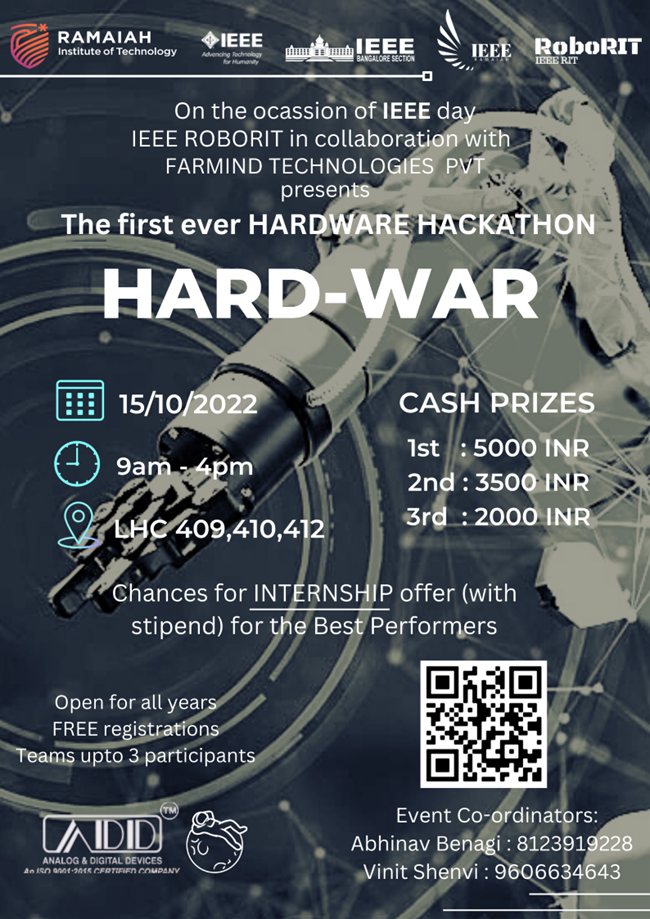 RAMAIAH
Institute of Technology
IEEE
Advancing Technology
for Humanity
IEEE
BANGALORE SECTION
IEEE
RAMAIAH
RoboRIT
IEEE RIT
On the ocassion of IEEE day
IEEE ROBORIT in collaboration with
FARMIND TECHNOLOGIES PVT
presents
The first ever HARDWARE HACKATHON
HARD-WAR
15/10/2022
9am - 4pm
LHC 409,410,412
CASH PRIZES
1st : 5000 INR
2nd : 3500 INR
3rd : 2000 INR
Chances for INTERNSHIP offer (with
stipend) for the Best Performers
Open for all years
FREE registrations
Teams upto 3 participants
ADD
TM
ANALOG & DIGITAL DEVICES
An ISO 9001:2015 CERTIFIED COMPANY
Event Co-ordinators:
Abhinav Benagi : 8123919228
Vinit Shenvi : 9606634643